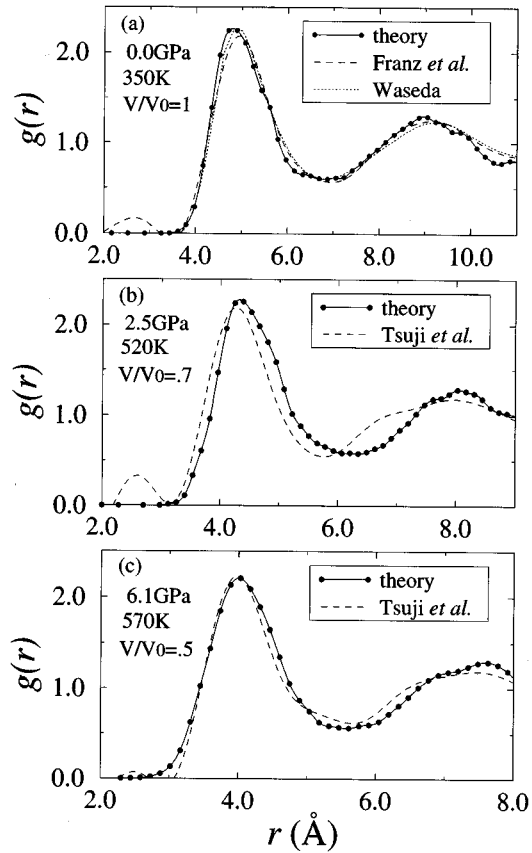 (a)
0.0GPa
350K
V/V0=1
theory
Franz et al.
Waseda
g(r)
2.0
1.0
0.0
2.0 4.0 6.0 8.0 10.0
(b)
2.5GPa
520K
V/V0=.7
theory
Tsuji et al.
g(r)
2.0
1.0
0.0
2.0 4.0 6.0 8.0
(c)
6.1GPa
570K
V/V0=.5
theory
Tsuji et al.
g(r)
2.0
1.0
0.0
2.0 4.0 6.0 8.0
r (Å)